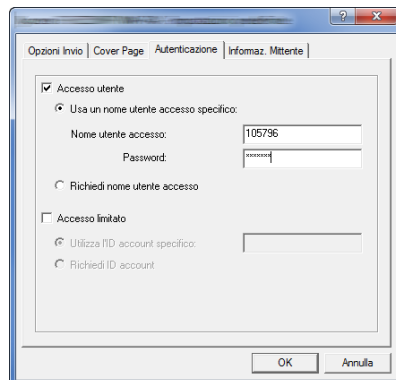 Opzioni Invio Cover Page Autenticazione Informaz. Mittente
Accesso utente
Usa un nome utente accesso specifico:
Nome utente accesso: 105796
Password: xxxxxxx
Richiedi nome utente accesso
Accesso limitato
Utilizza l'ID account specifico:
Richiedi ID account
OK Annulla